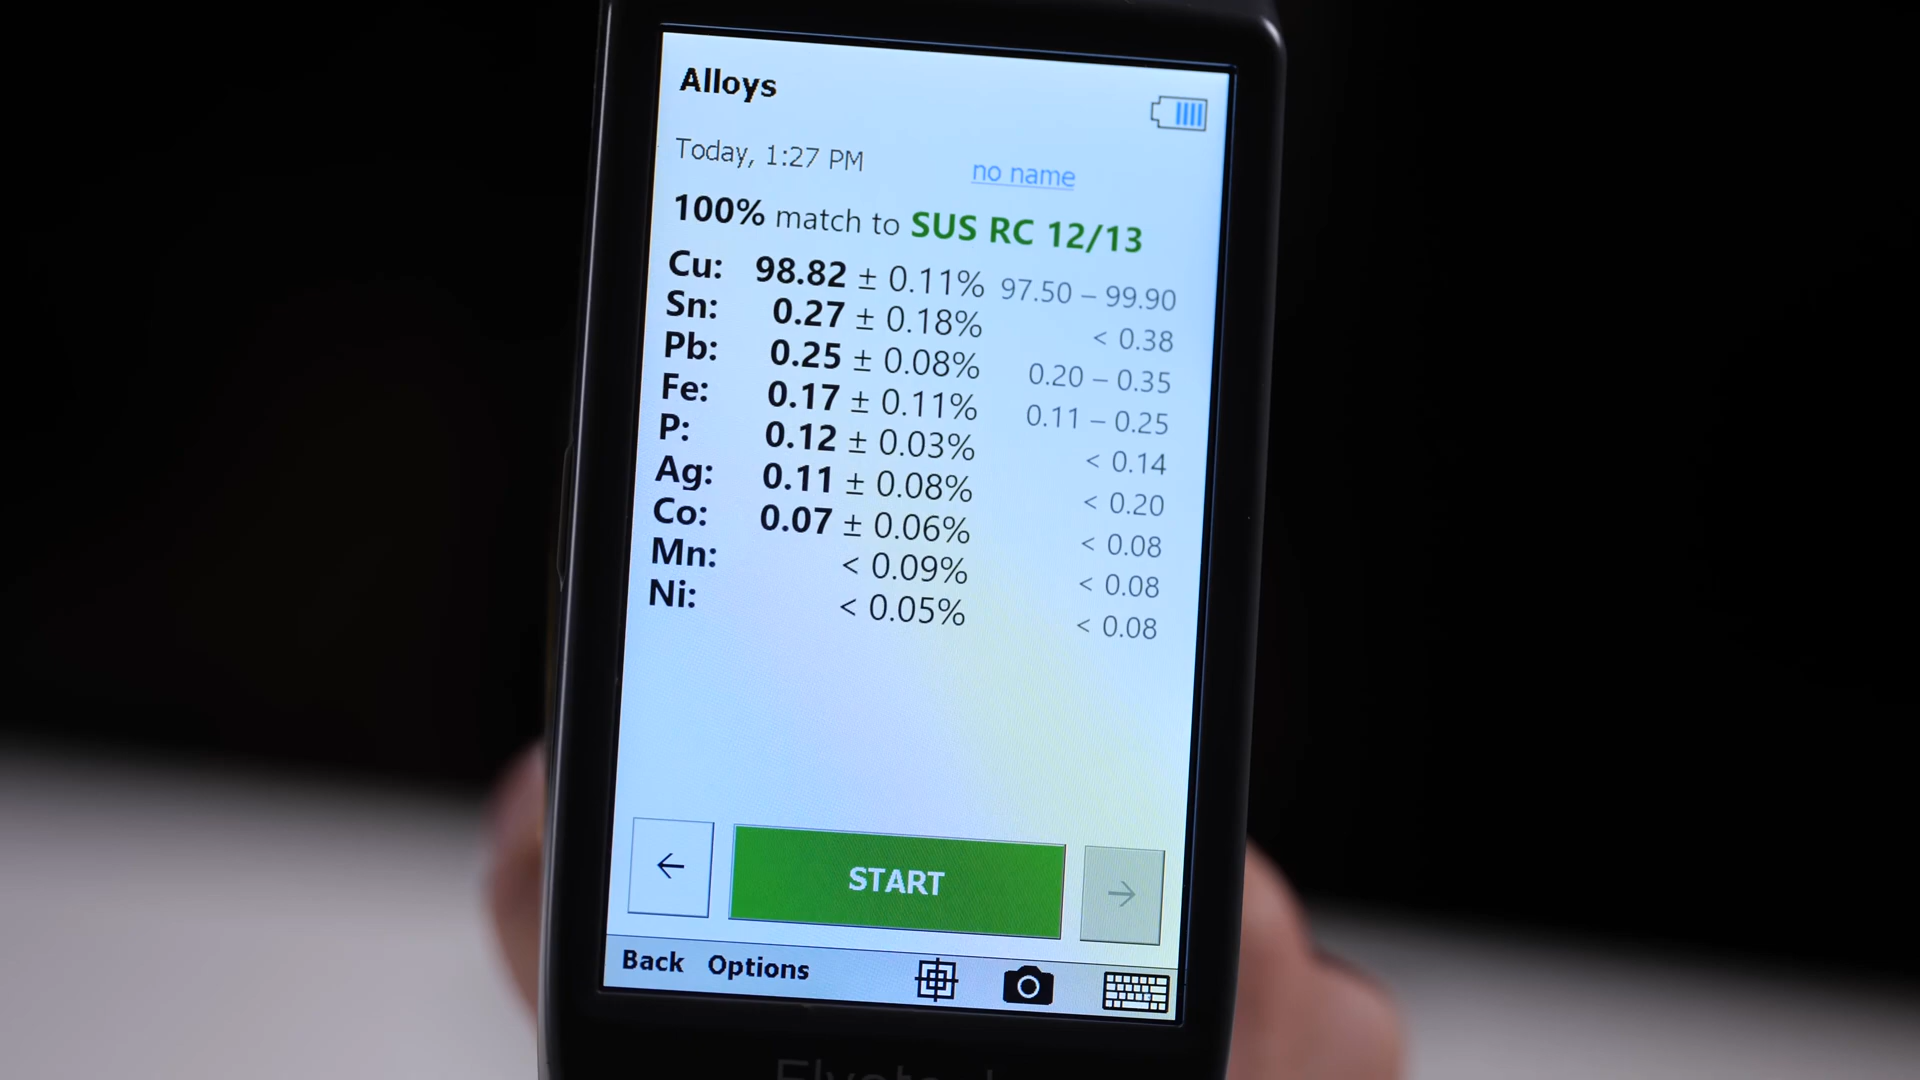 Alloys
Today, 1:27 PM no name
100% match to SUS RC 12/13
Cu: 98.82 ± 0.11% 97.50 – 99.90
Sn: 0.27 ± 0.18% < 0.38
Pb: 0.25 ± 0.08% 0.20 – 0.35
Fe: 0.17 ± 0.11% 0.11 – 0.25
P: 0.12 ± 0.03% < 0.14
Ag: 0.11 ± 0.08% < 0.20
Co: 0.07 ± 0.06% < 0.08
Mn: < 0.09% < 0.08
Ni: < 0.05% < 0.08
← START →
Back Options